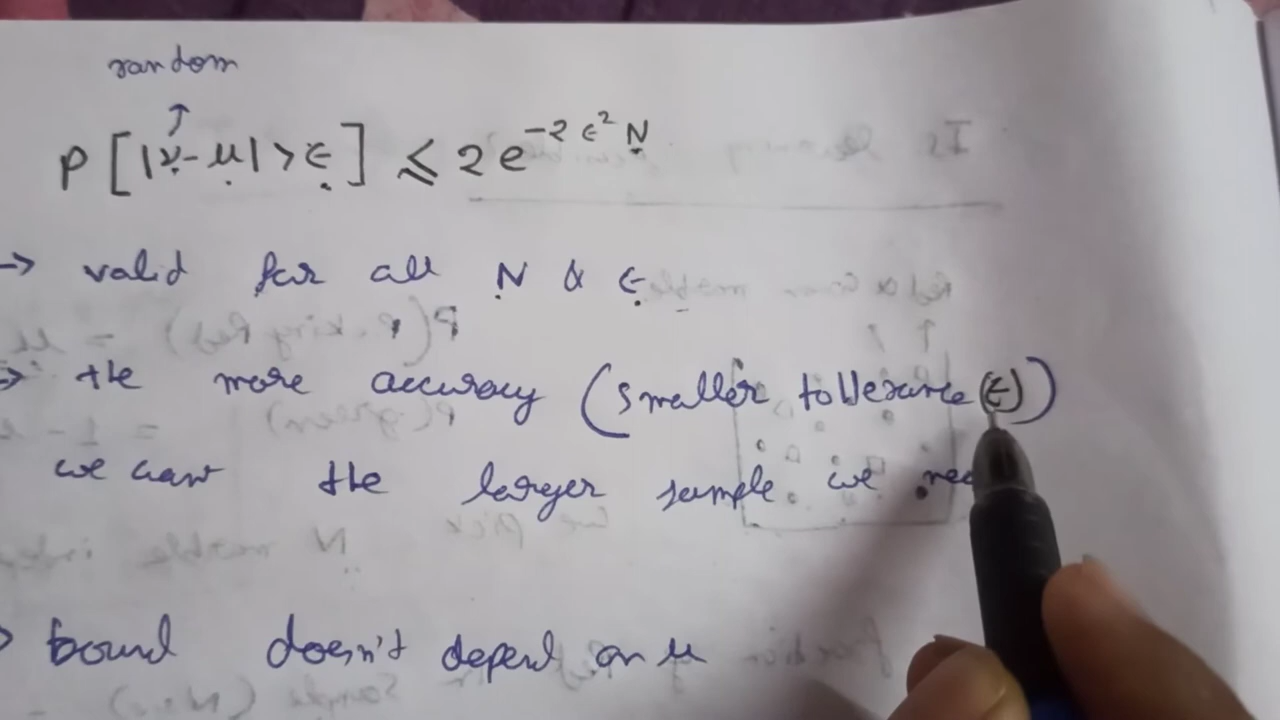 random
↑
P[|ν-μ|>ϵ] ⩽ 2e^{-2ϵ²N}
→ valid for all N & ϵ
→ the more accuracy (smaller tollerance(ϵ))
we want the larger sample we
→ bound doesn't depend on μ